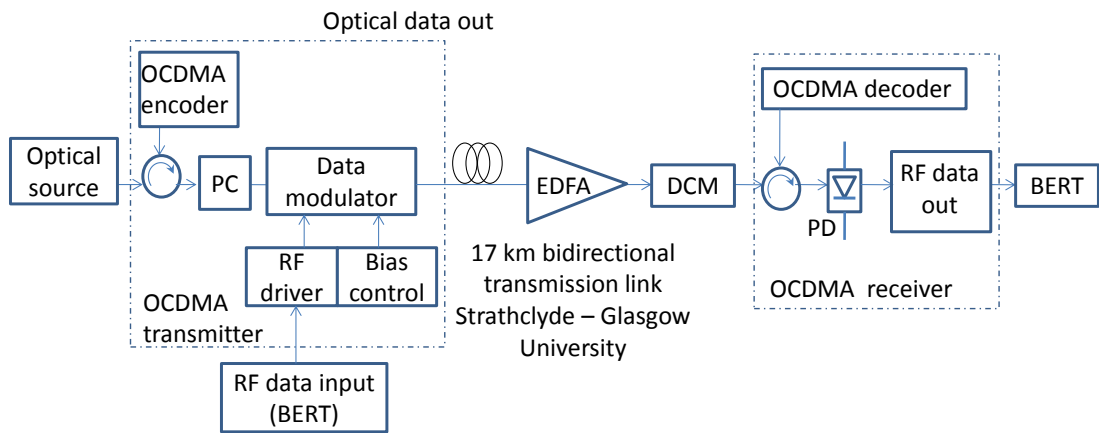 Optical data out
OCDMA
encoder
Optical
source
PC
Data
modulator
RF
driver
Bias
control
OCDMA
transmitter
RF data input
(BERT)
EDFA
17 km bidirectional
transmission link
Strathclyde – Glasgow
University
DCM
OCDMA decoder
PD
RF data
out
OCDMA receiver
BERT